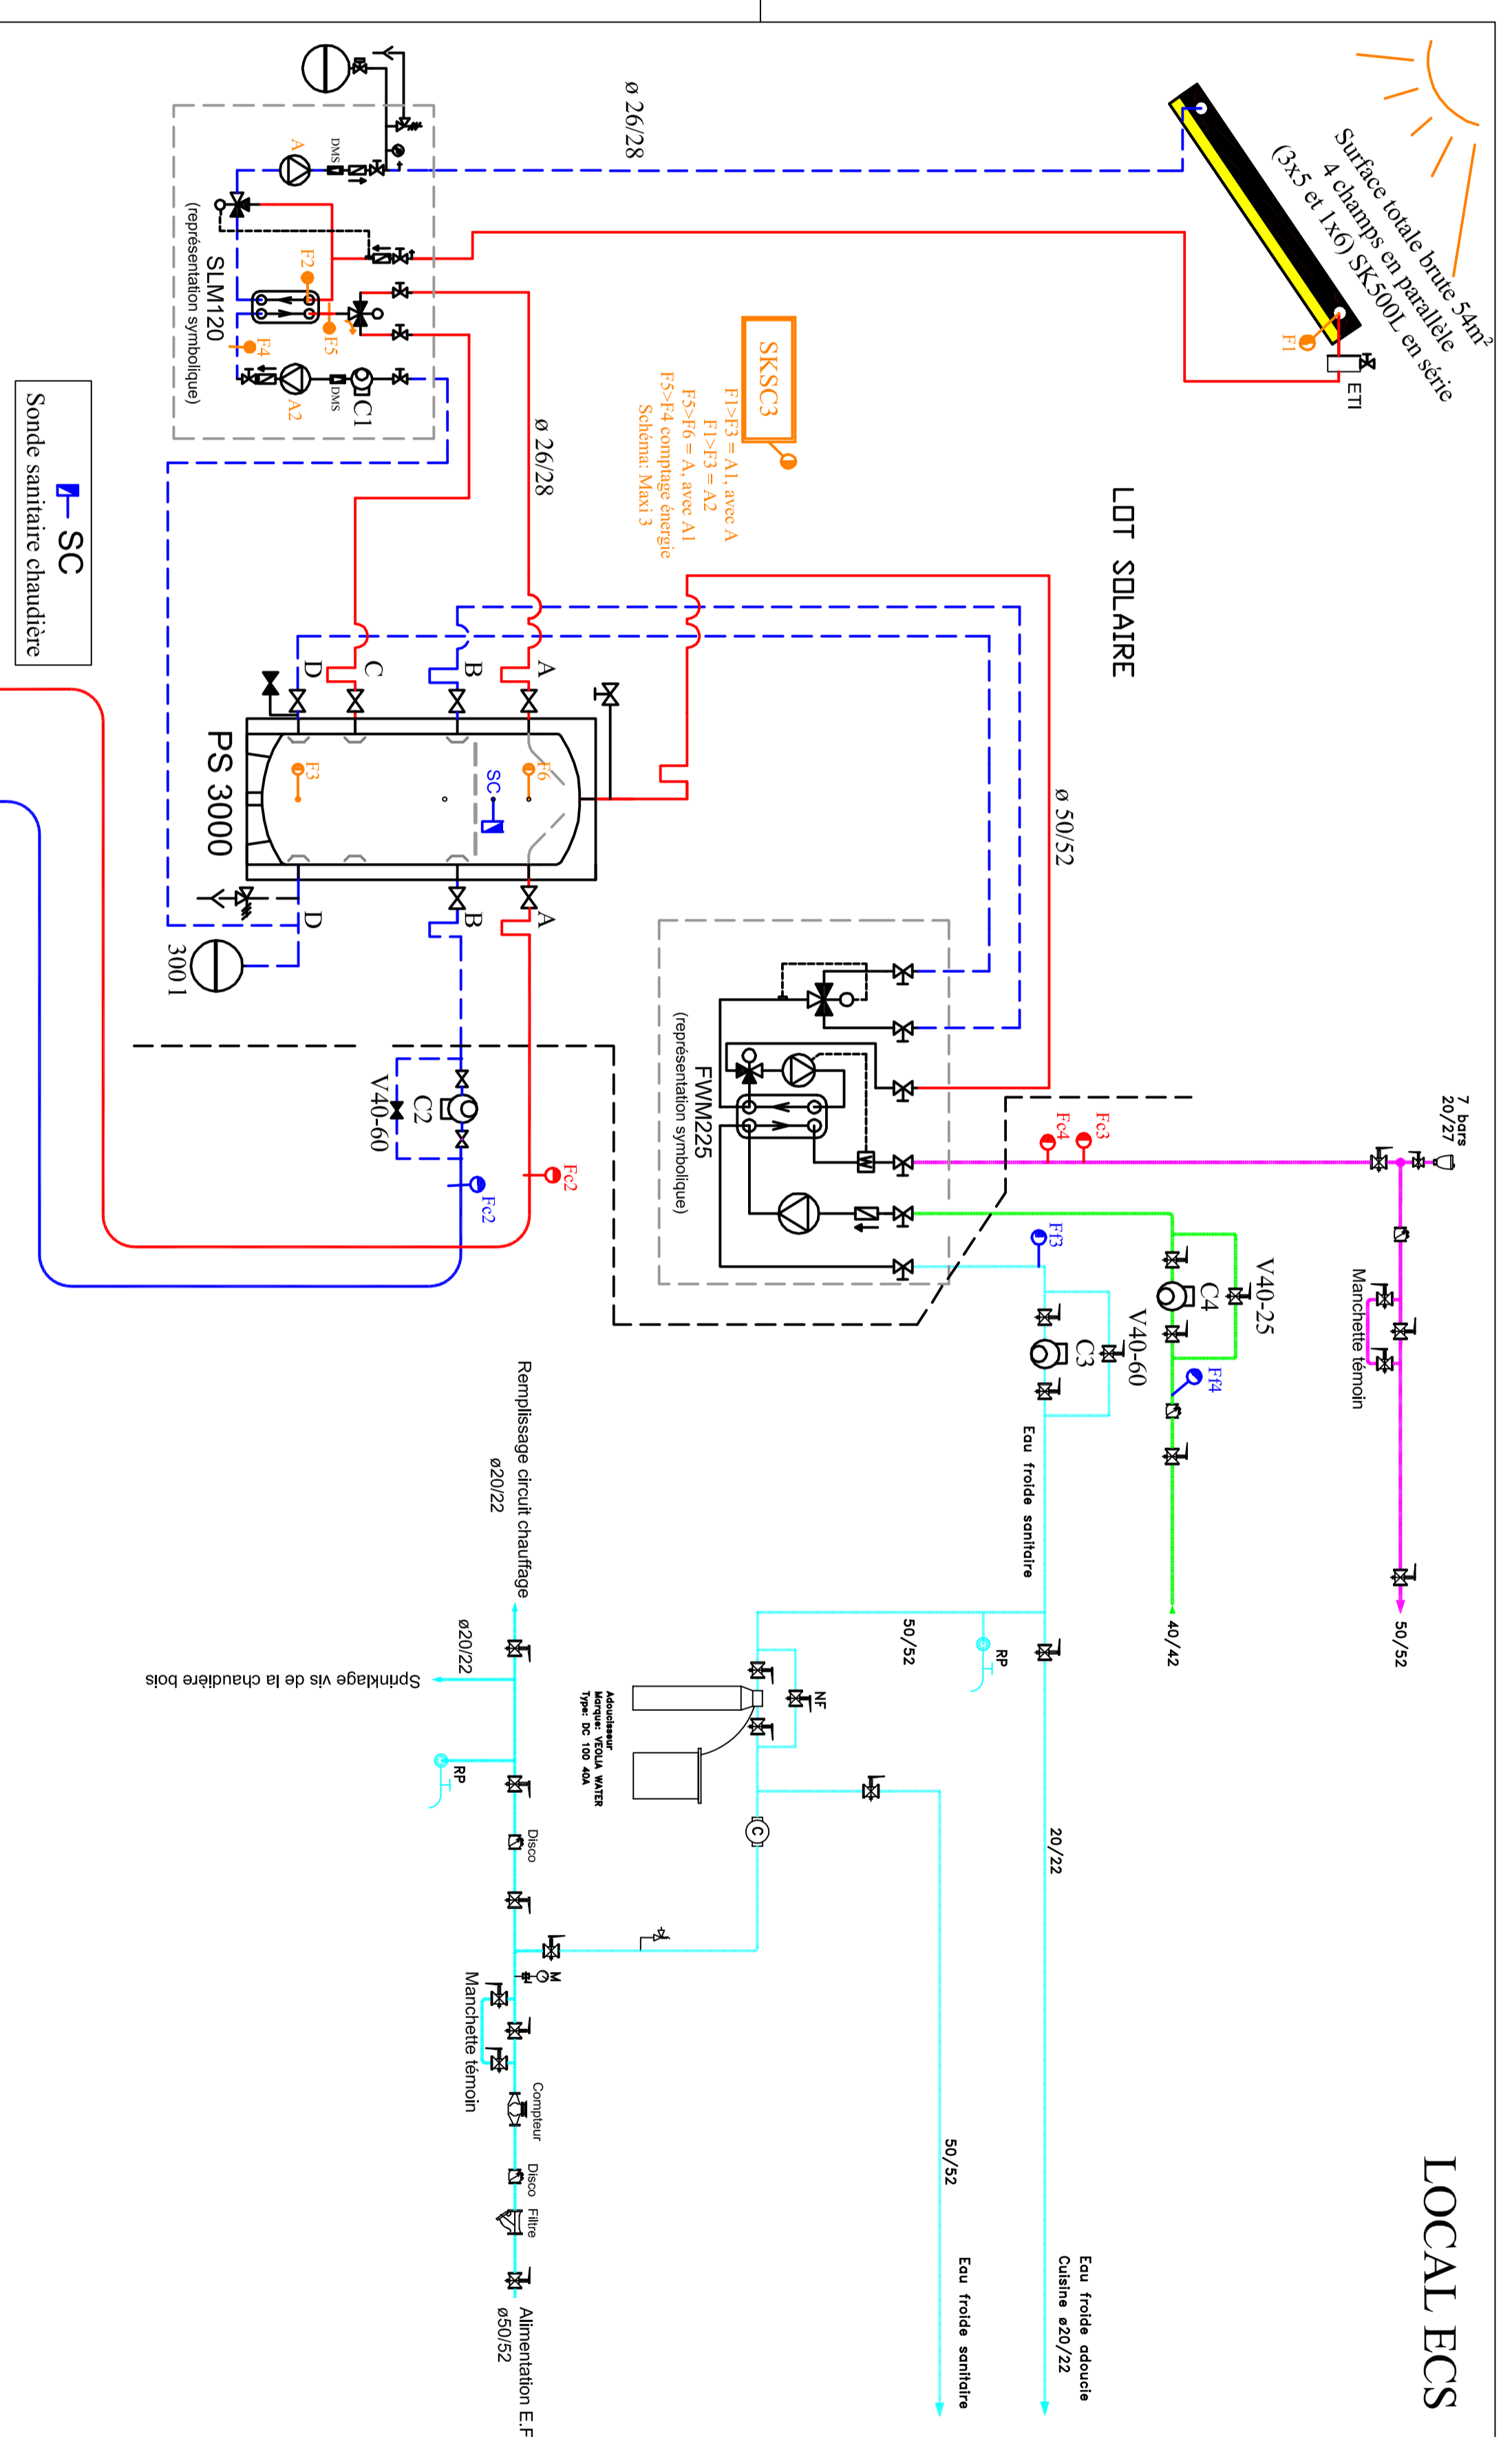 LOCAL ECS
LOT SOLAIRE
Surface totale brute 54m²
4 champs en parallèle
(3x5 et 1x6) SK500L en série
F1
ETI
ø 26/28
A
DMS
F2
F5
F4
A2
DMS
C1
SLM120
(représentation symbolique)
ø 26/28
SKSC3
F1>F3 = A1, avec A
F1>F3 = A2
F5>F6 = A, avec A1
F5>F4 comptage énergie
Schéma: Maxi 3
SC
Sonde sanitaire chaudière
A
B
C
D
F6
SC
F3
PS 3000
A
B
D
300 l
ø 50/52
FWM225
(représentation symbolique)
C2
V40-60
Fc2
Fc2
Fc4
Fc3
7 bars
20/27
Manchette témoin
50/52
V40-25
C4
Ff4
40/42
Ff3
V40-60
C3
Eau froide sanitaire
RP
50/52
20/22
Eau froide adoucie
Cuisine ø20/22
NF
Adoucisseur
Marque: VEOLIA WATER
Type: DC 100 40A
C
50/52
Eau froide sanitaire
Remplissage circuit chauffage
ø20/22
ø20/22
Sprinklage vis de la chaudière bois
RP
Disco
M
Manchette témoin
Compteur
Disco
Filtre
Alimentation E.F
ø50/52